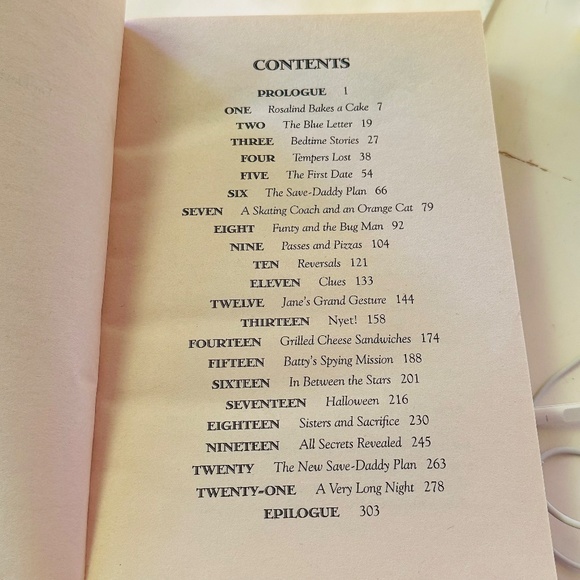 CONTENTS
PROLOGUE 1
ONE Rosalind Bakes a Cake 7
TWO The Blue Letter 19
THREE Bedtime Stories 27
FOUR Tempers Lost 38
FIVE The First Date 54
SIX The Save-Daddy Plan 66
SEVEN A Skating Coach and an Orange Cat 79
EIGHT Funty and the Bug Man 92
NINE Passes and Pizzas 104
TEN Reversals 121
ELEVEN Clues 133
TWELVE Jane's Grand Gesture 144
THIRTEEN Nyet! 158
FOURTEEN Grilled Cheese Sandwiches 174
FIFTEEN Batty's Spying Mission 188
SIXTEEN In Between the Stars 201
SEVENTEEN Halloween 216
EIGHTEEN Sisters and Sacrifice 230
NINETEEN All Secrets Revealed 245
TWENTY The New Save-Daddy Plan 263
TWENTY-ONE A Very Long Night 278
EPILOGUE 303